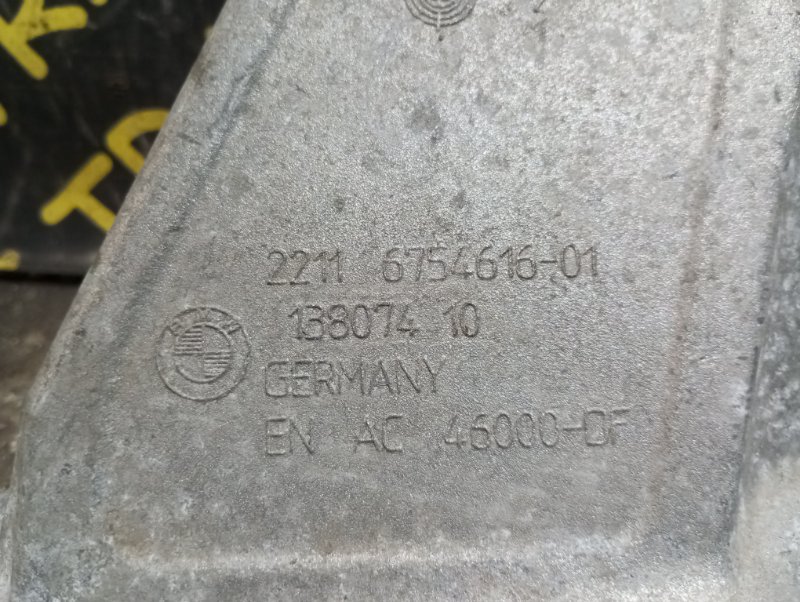 2211 6754616-01
138074 10
GERMANY
EN AC 46000-DF